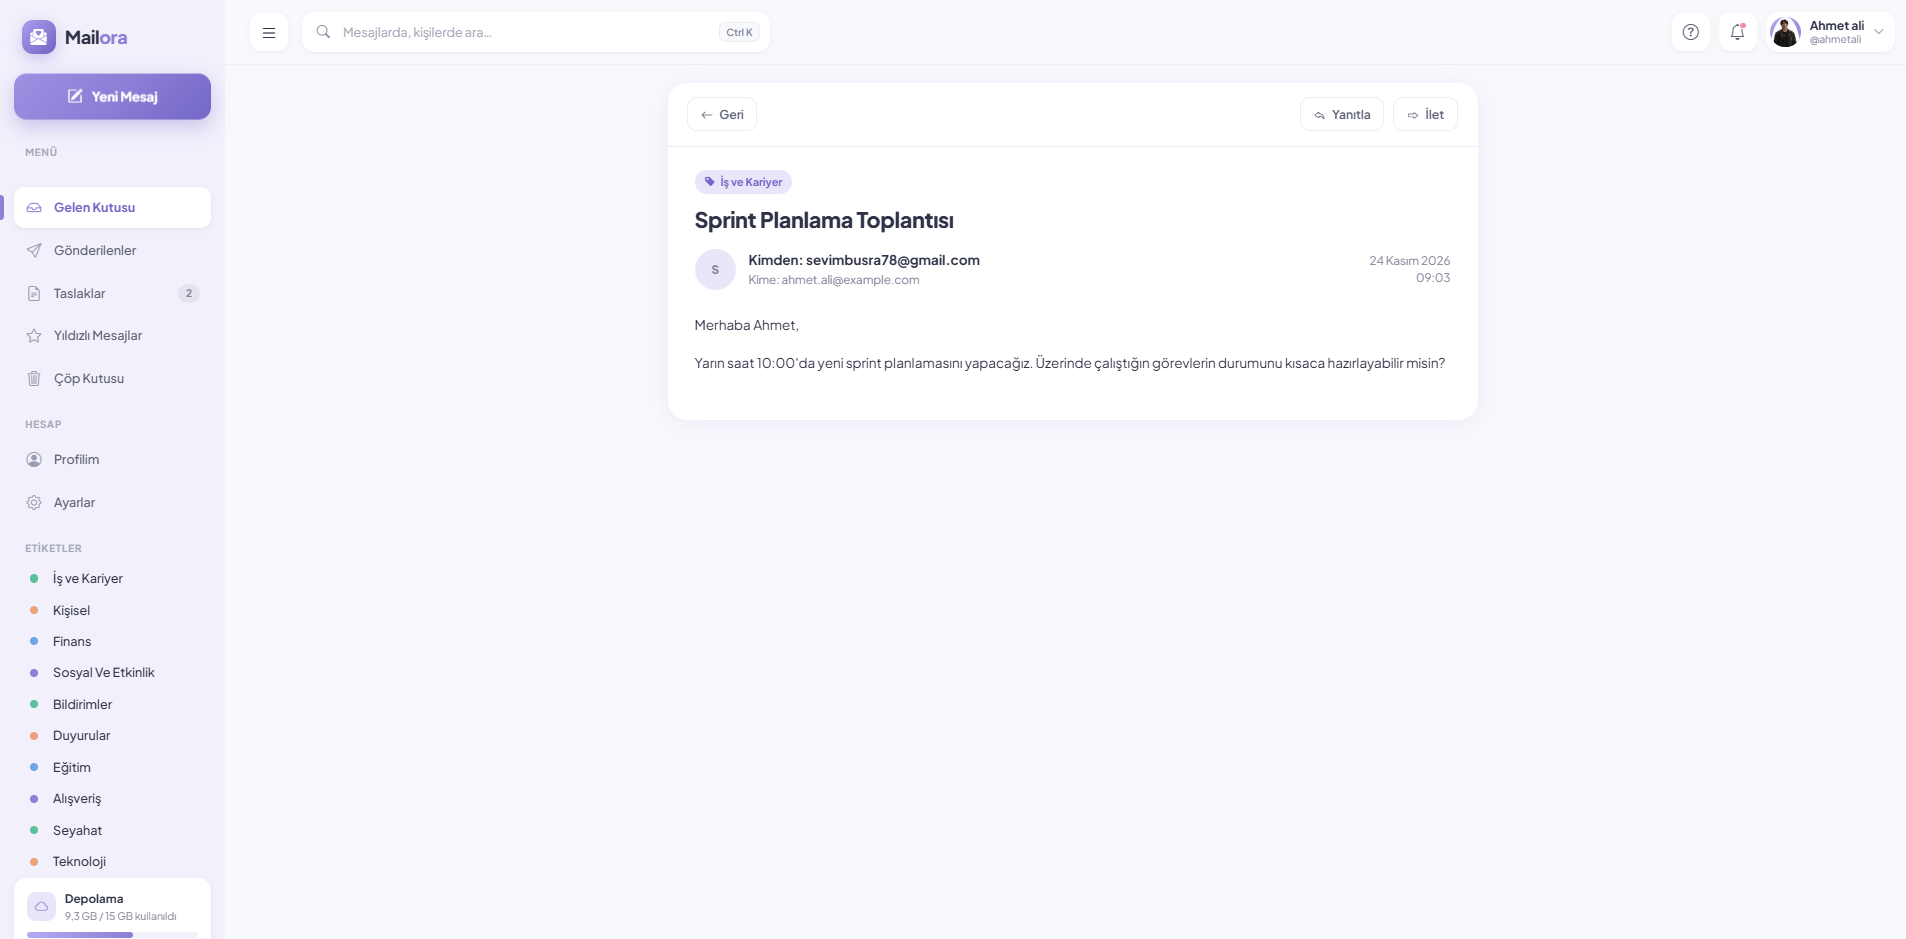 Mailora
Mesajlarda, kişilerde ara...
Ctrl K
Ahmet ali
@ahmetali
Yeni Mesaj
MENÜ
Gelen Kutusu
Gönderilenler
Taslaklar 2
Yıldızlı Mesajlar
Çöp Kutusu
HESAP
Profilim
Ayarlar
ETİKETLER
İş ve Kariyer
Kişisel
Finans
Sosyal Ve Etkinlik
Bildirimler
Duyurular
Eğitim
Alışveriş
Seyahat
Teknoloji
Depolama
9,3 GB / 15 GB kullanıldı
Geri
Yanıtla
İlet
İş ve Kariyer
Sprint Planlama Toplantısı
S
Kimden: sevimbusra78@gmail.com
Kime: ahmet.ali@example.com
24 Kasım 2026
09:03
Merhaba Ahmet,
Yarın saat 10:00'da yeni sprint planlamasını yapacağız. Üzerinde çalıştığın görevlerin durumunu kısaca hazırlayabilir misin?